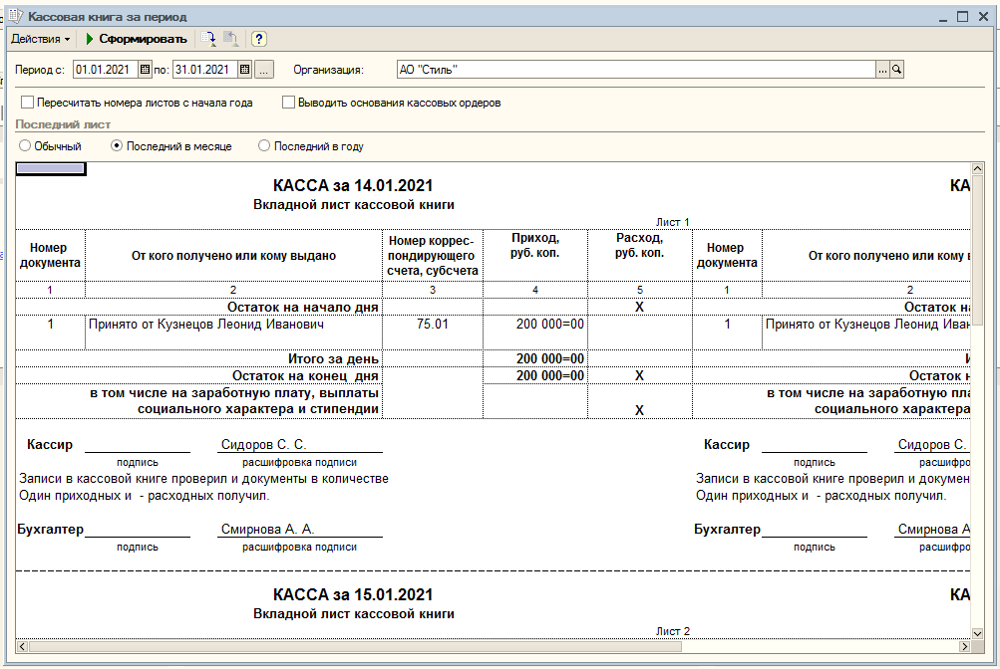 Кассовая книга за период
Действия Сформировать ?
Период с: 01.01.2021 по: 31.01.2021 ... Организация: АО "Стиль" ...
Пересчитать номера листов с начала года Выводить основания кассовых ордеров
Последний лист
Обычный Последний в месяце Последний в году
КАССА за 14.01.2021 КА
Вкладной лист кассовой книги
Лист 1
Номер документа От кого получено или кому выдано Номер коррес-пондирующего счета, субсчета Приход, руб. коп. Расход, руб. коп. Номер документа От кого получено или кому в
1 2 3 4 5 1 2
Остаток на начало дня X Остаток на
1 Принято от Кузнецов Леонид Иванович 75.01 200 000=00 1 Принято от Кузнецов Леонид Иван
Итого за день 200 000=00 И
Остаток на конец дня 200 000=00 X Остаток н
в том числе на заработную плату, выплаты в том числе на заработную пла
социального характера и стипендии X социального характера
Кассир Сидоров С. С. Кассир Сидоров С.
подпись расшифровка подписи подпись расшифро
Записи в кассовой книге проверил и документы в количестве Записи в кассовой книге проверил и докумен
Один приходных и - расходных получил. Один приходных и - расходных получил.
Бухгалтер Смирнова А. А. Бухгалтер Смирнова А
подпись расшифровка подписи подпись расшифро
КАССА за 15.01.2021 КА
Вкладной лист кассовой книги
Лист 2